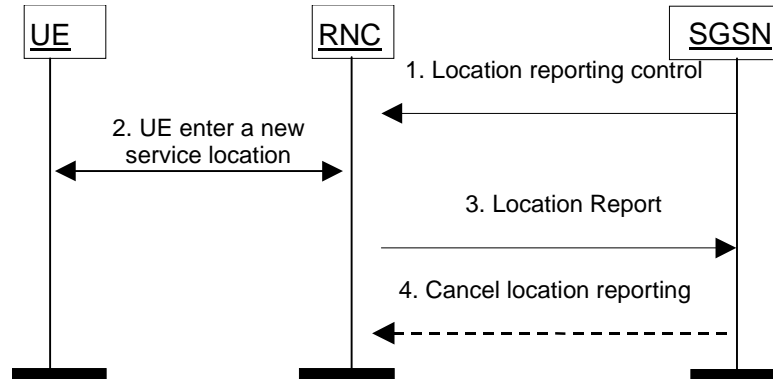 UE
RNC
SGSN
1. Location reporting control
2. UE enter a new
service location
3. Location Report
4. Cancel location reporting